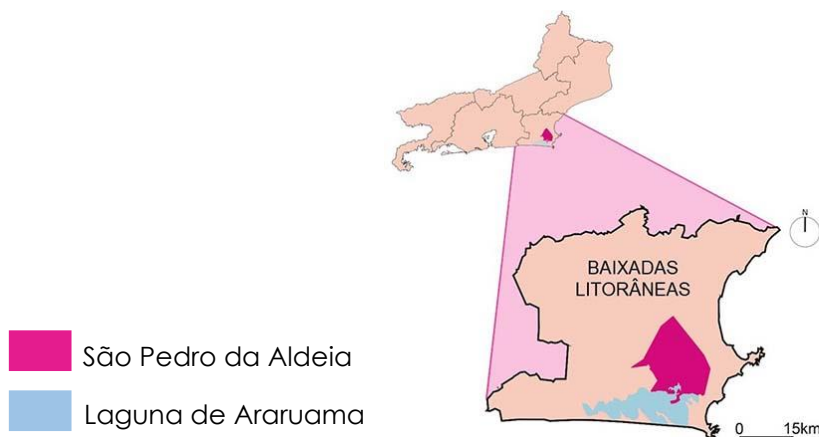 N
BAIXADAS
LITORÂNEAS
São Pedro da Aldeia
Laguna de Araruama
0 15km